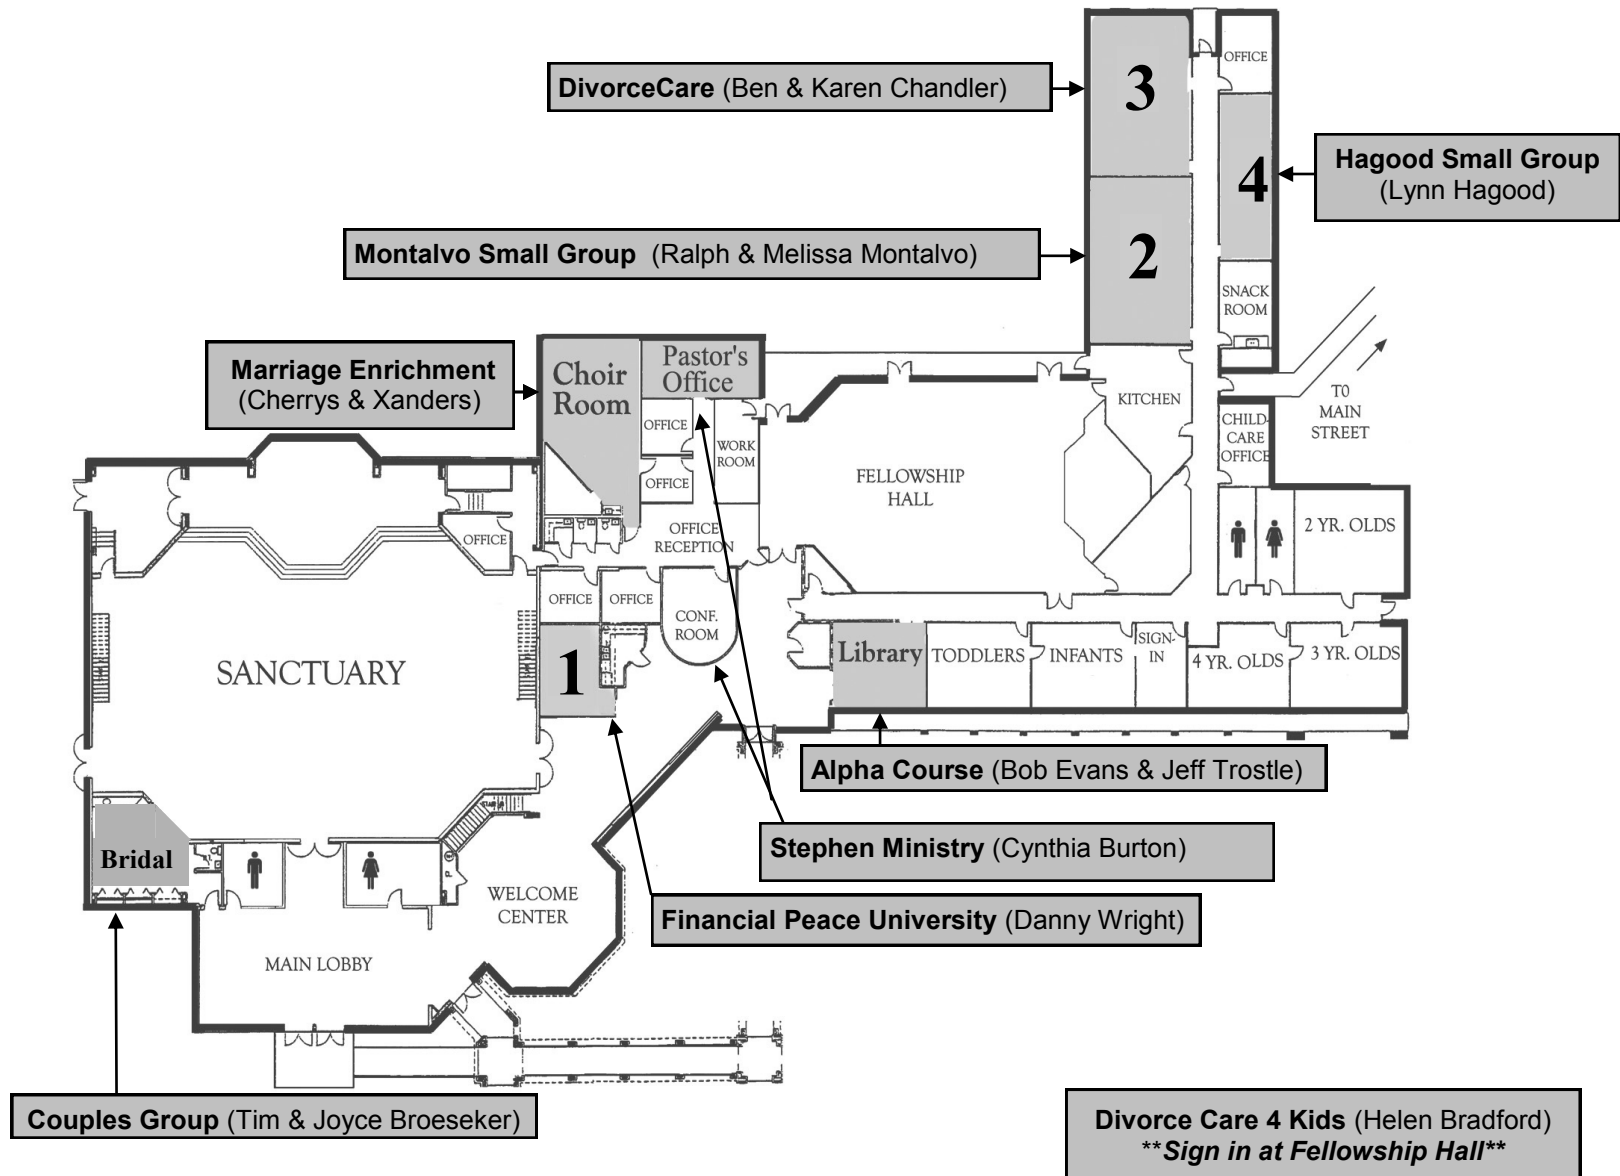 DivorceCare (Ben & Karen Chandler)
3
OFFICE
4
Hagood Small Group
(Lynn Hagood)
Montalvo Small Group (Ralph & Melissa Montalvo)
2
SNACK
ROOM
Marriage Enrichment
(Cherrys & Xanders)
Choir
Room
Pastor's
Office
OFFICE
WORK
ROOM
OFFICE
OFFICE
RECEPTION
FELLOWSHIP
HALL
KITCHEN
CHILD-
CARE
OFFICE
T0
MAIN
STREET
2 YR. OLDS
OFFICE
SANCTUARY
OFFICE
OFFICE
CONF.
ROOM
1
Library
TODDLERS
INFANTS
SIGN-
IN
4 YR. OLDS
3 YR. OLDS
Alpha Course (Bob Evans & Jeff Trostle)
STAIR UP
Stephen Ministry (Cynthia Burton)
Bridal
WELCOME
CENTER
Financial Peace University (Danny Wright)
MAIN LOBBY
Couples Group (Tim & Joyce Broeseker)
Divorce Care 4 Kids (Helen Bradford)
**Sign in at Fellowship Hall**